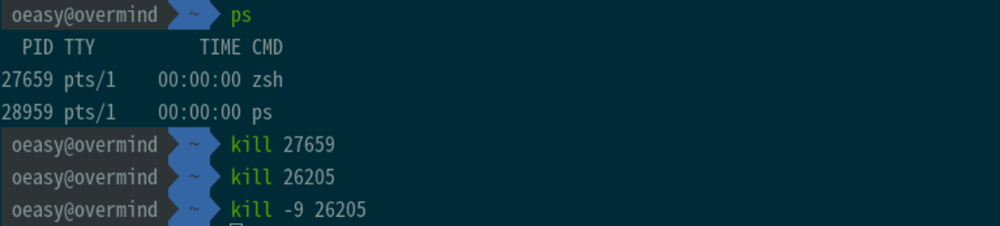 oeasy@overmind ~ ps
  PID TTY          TIME CMD
27659 pts/1    00:00:00 zsh
28959 pts/1    00:00:00 ps
oeasy@overmind ~ kill 27659
oeasy@overmind ~ kill 26205
oeasy@overmind ~ kill -9 26205